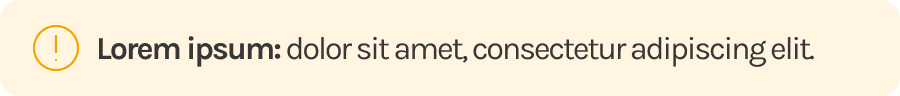 Lorem ipsum: dolor sit amet, consectetur adipiscing elit.